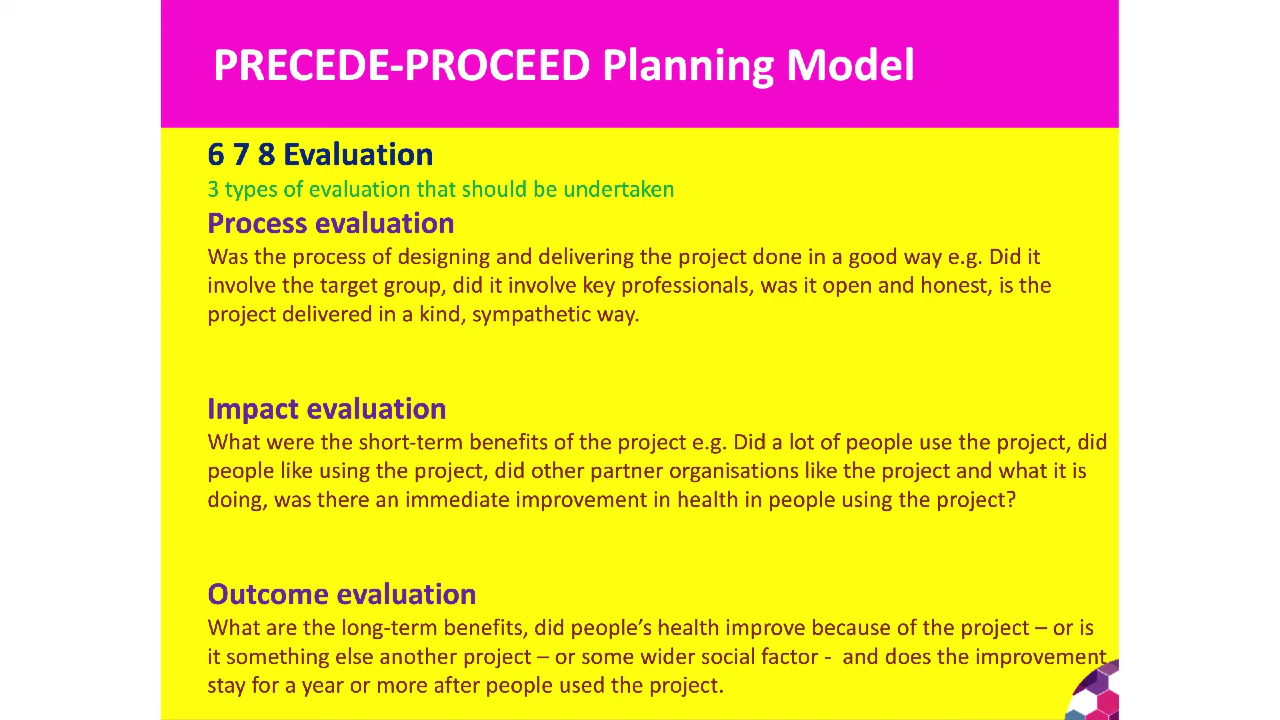 PRECEDE-PROCEED Planning Model
6 7 8 Evaluation
3 types of evaluation that should be undertaken
Process evaluation
Was the process of designing and delivering the project done in a good way e.g. Did it
involve the target group, did it involve key professionals, was it open and honest, is the
project delivered in a kind, sympathetic way.
Impact evaluation
What were the short-term benefits of the project e.g. Did a lot of people use the project, did
people like using the project, did other partner organisations like the project and what it is
doing, was there an immediate improvement in health in people using the project?
Outcome evaluation
What are the long-term benefits, did people’s health improve because of the project – or is
it something else another project – or some wider social factor -  and does the improvement
stay for a year or more after people used the project.